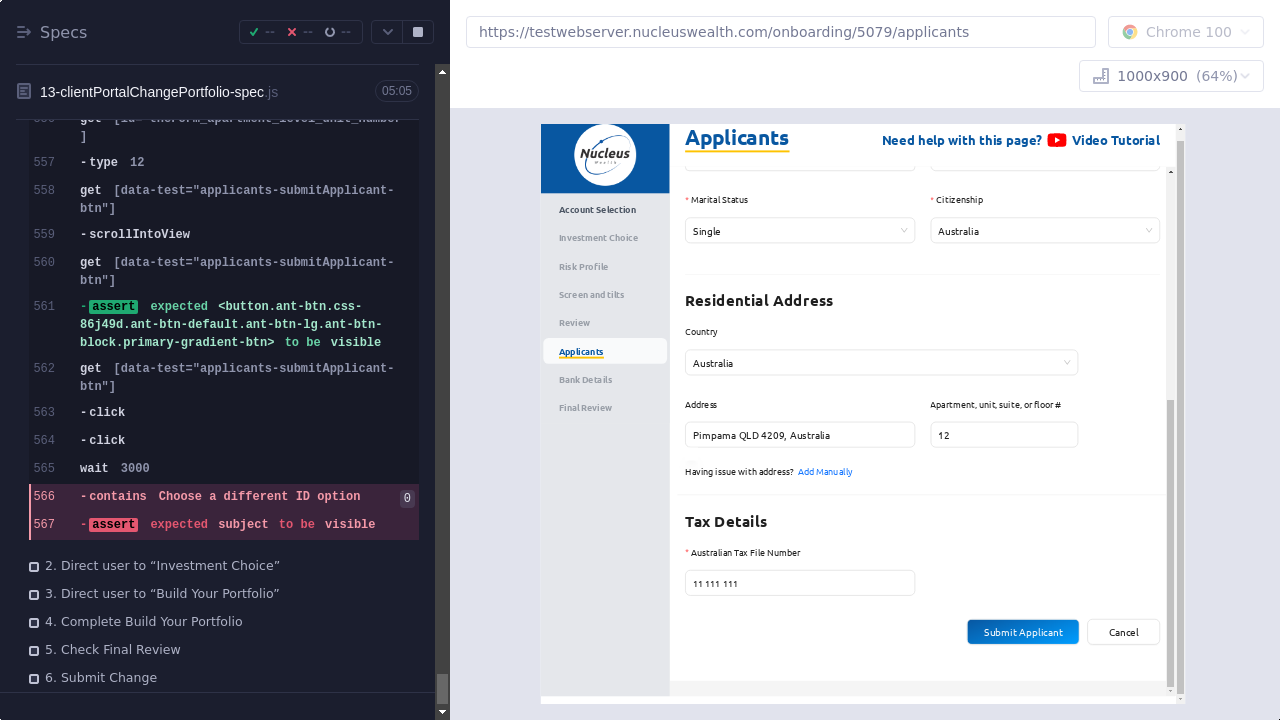 Specs
--
--
--
13-clientPortalChangePortfolio-spec.js
05:05
]
557 -type 12
558 get [data-test="applicants-submitApplicant-
btn"]
559 -scrollIntoView
560 get [data-test="applicants-submitApplicant-
btn"]
561 -assert expected <button.ant-btn.css-
86j49d.ant-btn-default.ant-btn-lg.ant-btn-
block.primary-gradient-btn> to be visible
562 get [data-test="applicants-submitApplicant-
btn"]
563 -click
564 -click
565 wait 3000
566 -contains Choose a different ID option 0
567 -assert expected subject to be visible
2. Direct user to “Investment Choice”
3. Direct user to “Build Your Portfolio”
4. Complete Build Your Portfolio
5. Check Final Review
6. Submit Change
https://testwebserver.nucleuswealth.com/onboarding/5079/applicants
Chrome 100
1000x900 (64%)
Nucleus
Wealth
Account Selection
Investment Choice
Risk Profile
Screen and tilts
Review
Applicants
Bank Details
Final Review
Applicants
Need help with this page? Video Tutorial
* Marital Status
* Citizenship
Single
Australia
Residential Address
Country
Australia
Address
Apartment, unit, suite, or floor #
Pimpama QLD 4209, Australia
12
Having issue with address? Add Manually
Tax Details
* Australian Tax File Number
11 111 111
Submit Applicant
Cancel